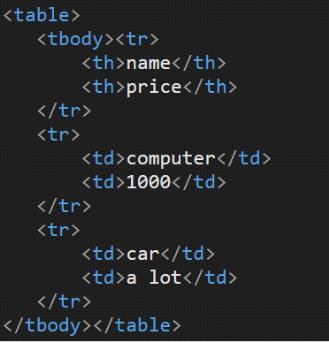 <table>
<tbody><tr>
<th>name</th>
<th>price</th>
</tr>
<tr>
<td>computer</td>
<td>1000</td>
</tr>
<tr>
<td>car</td>
<td>a lot</td>
</tr>
</tbody></table>